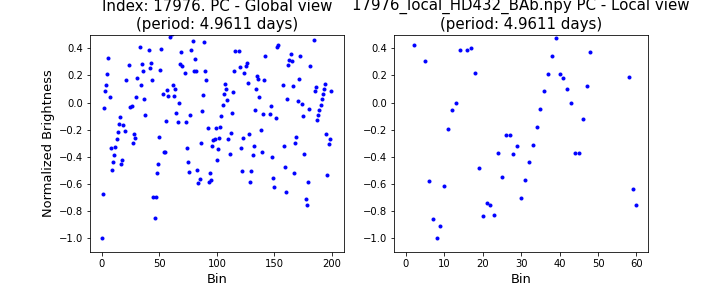 Index: 17976. PC - Global view
(period: 4.9611 days)
17976_local_HD432_BAb.npy PC - Local view
(period: 4.9611 days)
Normalized Brightness
0.4
0.2
0.0
−0.2
−0.4
−0.6
−0.8
−1.0
0 50 100 150 200
Bin
0.4
0.2
0.0
−0.2
−0.4
−0.6
−0.8
−1.0
0 10 20 30 40 50 60
Bin